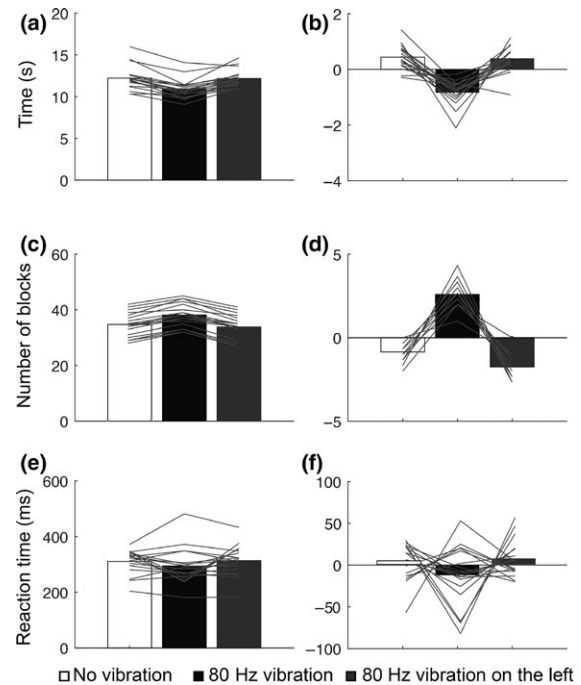 (a)
Time (s)
20
15
10
5
0
(b)
2
0
−2
−4
(c)
Number of blocks
60
40
20
0
(d)
5
0
−5
(e)
Reaction time (ms)
600
400
200
0
(f)
100
50
0
−50
−100
No vibration 80 Hz vibration 80 Hz vibration on the left